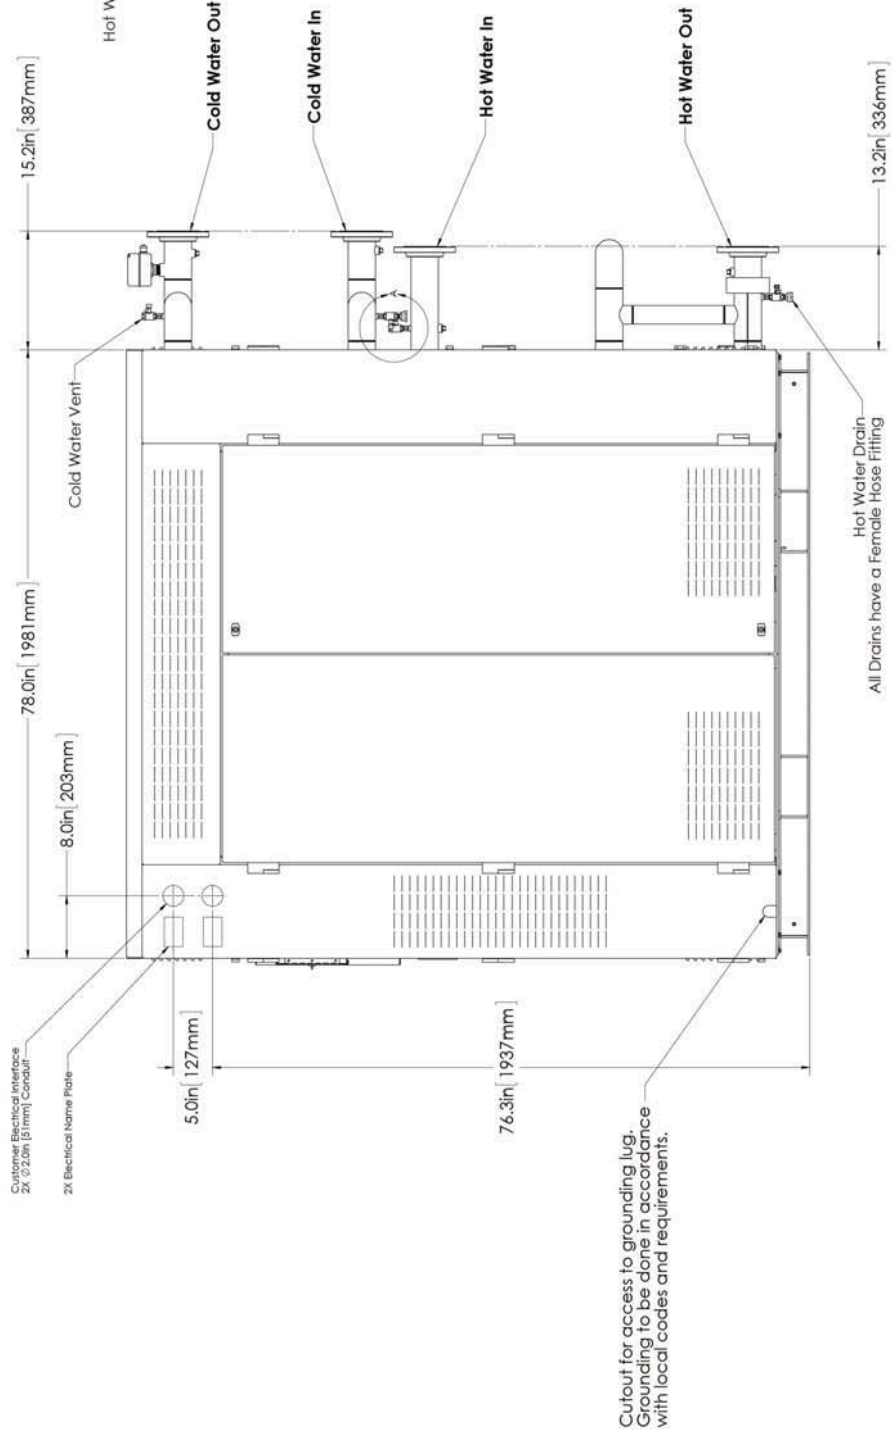 Customer Electrical Interface
2X ∅2.0in [51mm] Conduit
2X Electrical Name Plate
5.0in[ 127mm]
76.3in[ 1937mm]
Cutout for access to grounding lug.
Grounding to be done in accordance
with local codes and requirements.
8.0in[ 203mm]
78.0in[ 1981mm]
15.2in[ 387mm]
Cold Water Vent
Hot W
Cold Water Out
Cold Water In
Hot Water In
Hot Water Out
A
13.2in[ 336mm]
Hot Water Drain
All Drains have a Female Hose Fitting